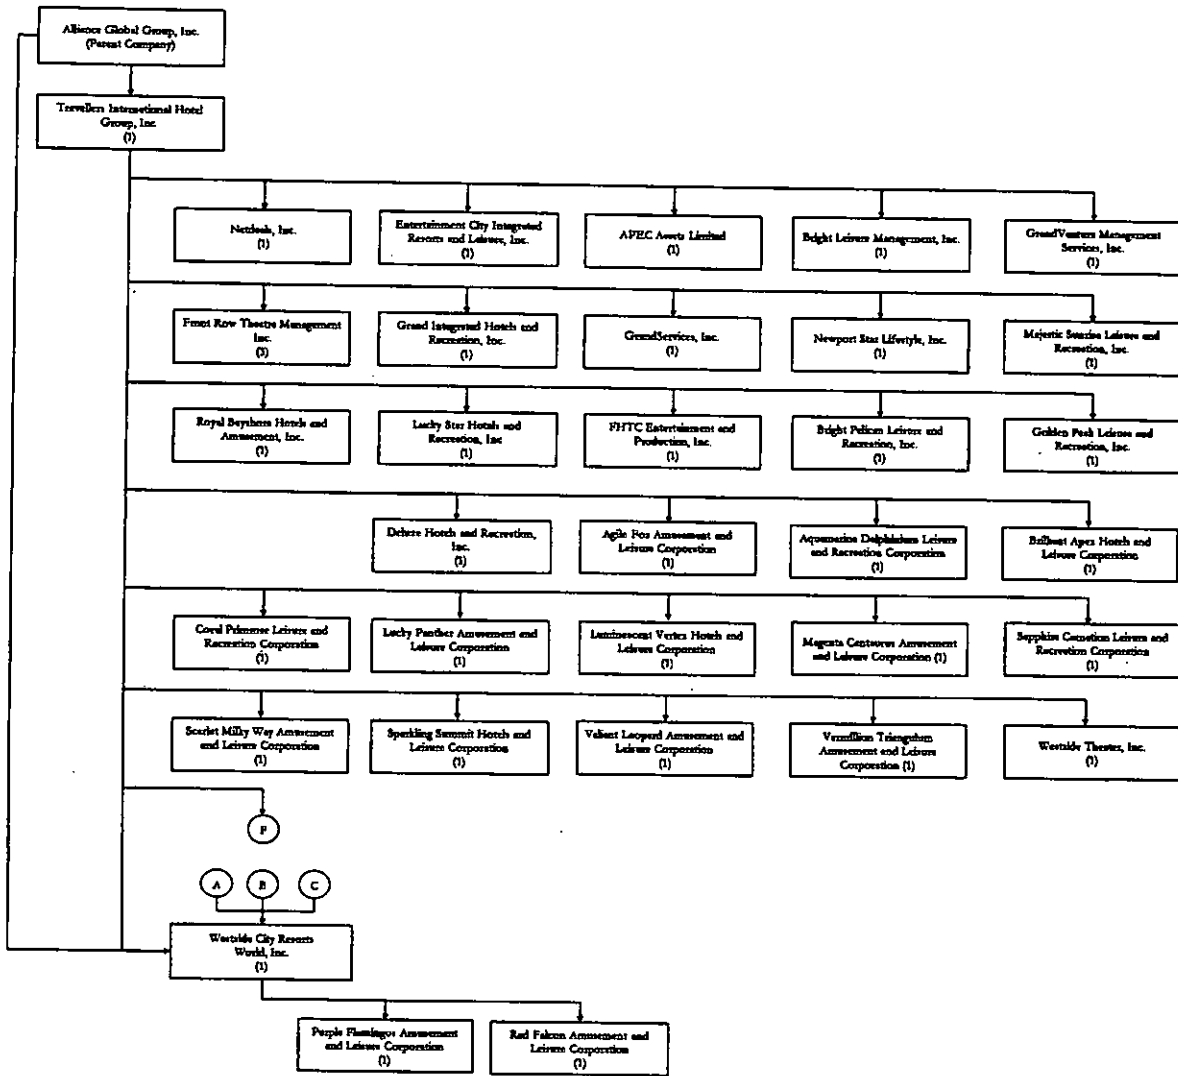 Alliance Global Group, Inc.
(Parent Company)
Travellers International Hotel
Group, Inc.
(1)
Netdeals, Inc.
(1)
Entertainment City Integrated
Resorts and Leisure, Inc.
(1)
APEC Assets Limited
(1)
Bright Leisure Management, Inc.
(1)
GrandVenture Management
Services, Inc.
(1)
Front Row Theatre Management
Inc.
Grand Integrated Hotels and
Recreation, Inc.
(1)
GrandServices, Inc.
(1)
Newport Star Lifestyle, Inc.
(1)
Majestic Sunrise Leisure and
Recreation, Inc.
(1)
Royal Bayshore Hotels and
Amusement, Inc.
(1)
Lucky Star Hotels and
Recreation, Inc
(1)
FHTC Entertainment and
Production, Inc.
(1)
Bright Pelican Leisure and
Recreation, Inc.
(1)
Golden Peak Leisure and
Recreation, Inc.
(1)
Deluxe Hotels and Recreation,
Inc.
(1)
Agile Fox Amusement and
Leisure Corporation
(1)
Aquamarine Delphinium Leisure
and Recreation Corporation
(1)
Brilliant Apex Hotels and
Leisure Corporation
(1)
Coral Primrose Leisure and
Recreation Corporation
(1)
Lucky Panther Amusement and
Leisure Corporation
(1)
Luminescent Vertex Hotels and
Leisure Corporation
(1)
Magenta Centaurus Amusement
and Leisure Corporation (1)
Sapphire Carnation Leisure and
Recreation Corporation
(1)
Scarlet Milky Way Amusement
and Leisure Corporation
(1)
Sparkling Summit Hotels and
Leisure Corporation
(1)
Valiant Leopard Amusement and
Leisure Corporation
(1)
Vermillion Triangulum
Amusement and Leisure
Corporation (1)
Westside Theater, Inc.
(1)
F
A
B
C
Westside City Resorts
World, Inc.
(1)
Purple Flamingos Amusement
and Leisure Corporation
(1)
Red Falcon Amusement and
Leisure Corporation
(1)